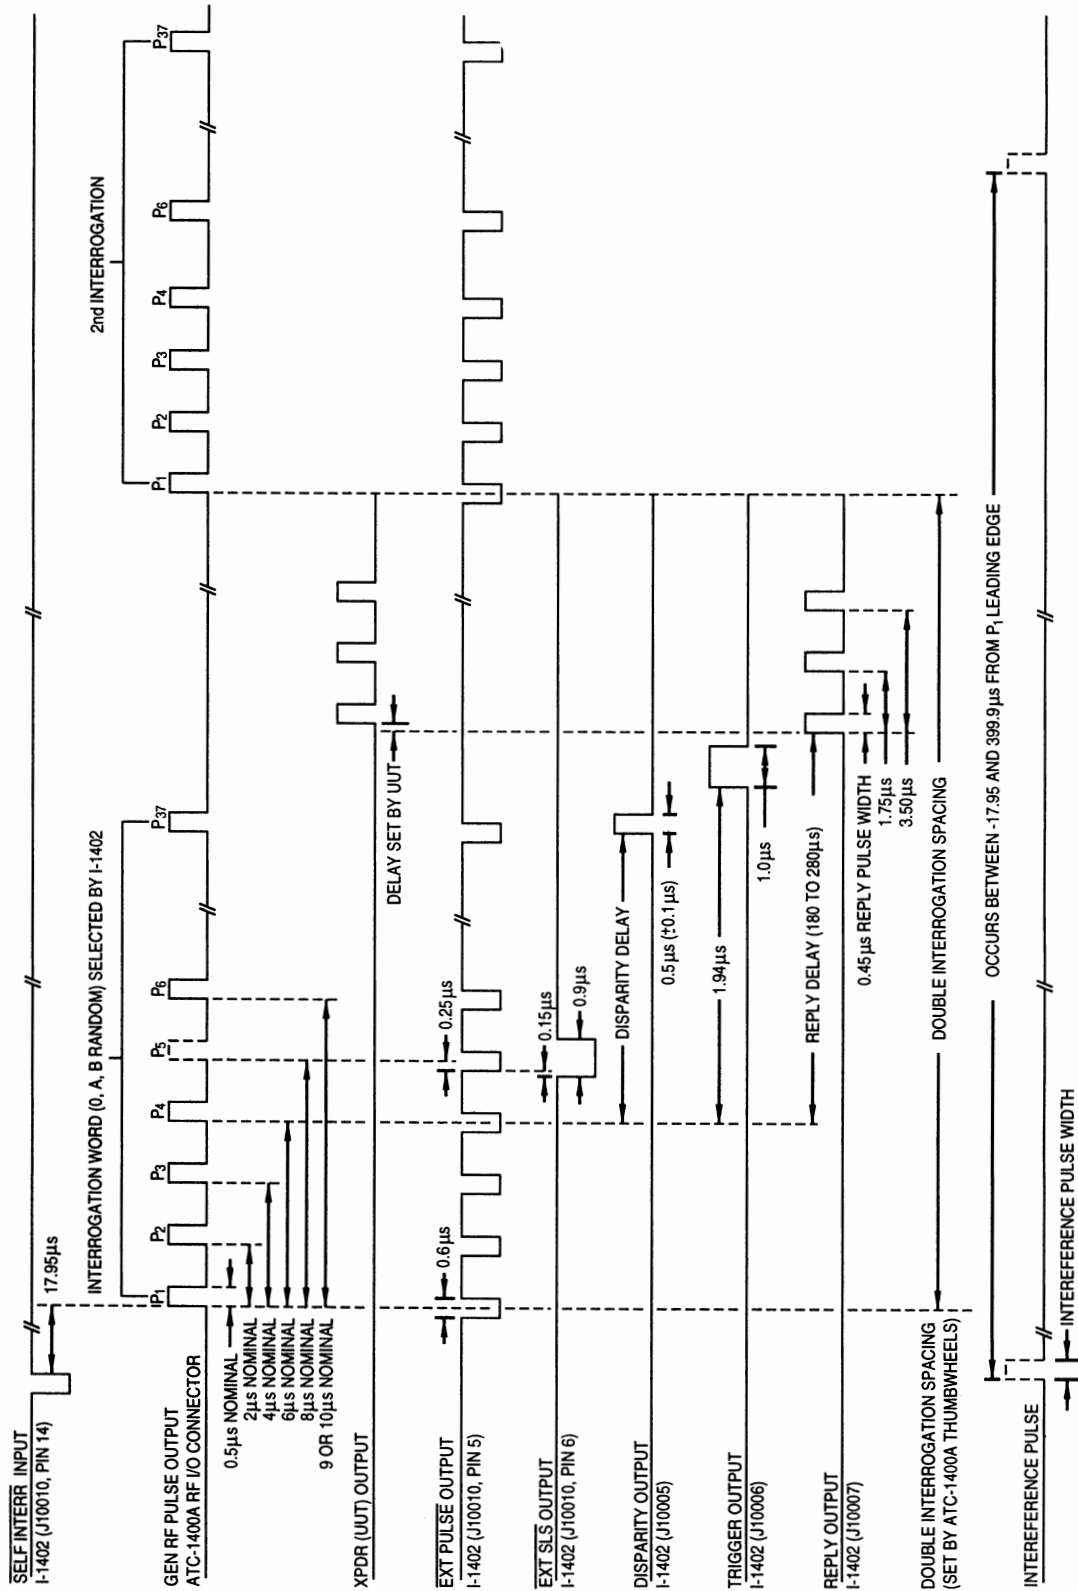 SELF INTERR INPUT
I-1402 (J10010, PIN 14)
17.95µs
INTERROGATION WORD (0, A, B RANDOM) SELECTED BY I-1402
2nd INTERROGATION
GEN RF PULSE OUTPUT
ATC-1400A RF I/O CONNECTOR
P1 P2 P3 P4 P5 P6 P37 P1 P2 P3 P4 P6 P37
0.5µs NOMINAL
2µs NOMINAL
4µs NOMINAL
6µs NOMINAL
8µs NOMINAL
9 OR 10µs NOMINAL
XPDR (UUT) OUTPUT
DELAY SET BY UUT
EXT PULSE OUTPUT
I-1402 (J10010, PIN 5)
0.6µs
0.25µs
EXT SLS OUTPUT
I-1402 (J10010, PIN 6)
0.15µs
0.9µs
DISPARITY OUTPUT
I-1402 (J10005)
DISPARITY DELAY
0.5µs (±0.1µs)
TRIGGER OUTPUT
I-1402 (J10006)
1.94µs
1.0µs
REPLY OUTPUT
I-1402 (J10007)
REPLY DELAY (180 TO 280µs)
0.45µs REPLY PULSE WIDTH
1.75µs
3.50µs
DOUBLE INTERROGATION SPACING
(SET BY ATC-1400A THUMBWHEELS)
DOUBLE INTERROGATION SPACING
OCCURS BETWEEN -17.95 AND 399.9µs FROM P1 LEADING EDGE
INTEREFERENCE PULSE
INTEREFERENCE PULSE WIDTH